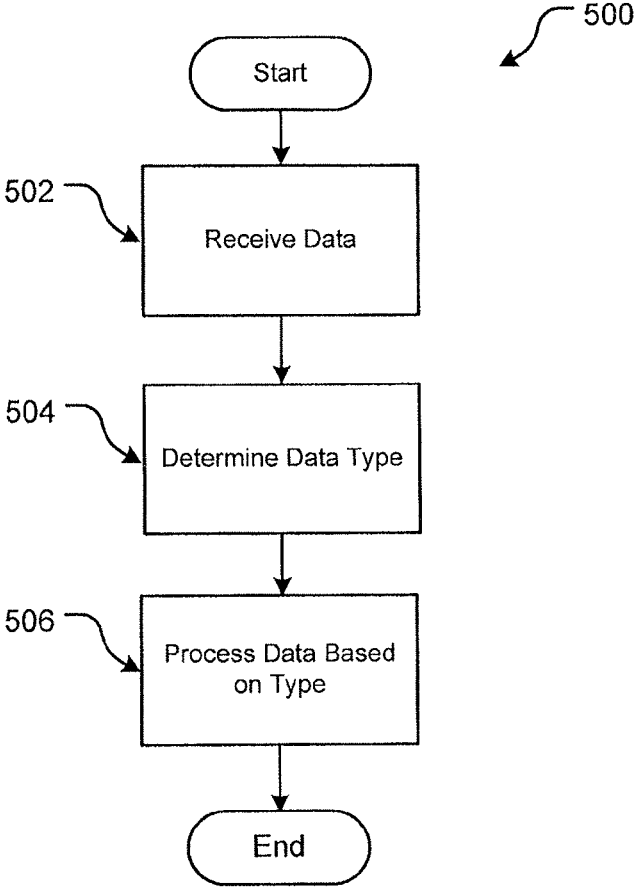 500
Start
502
Receive Data
504
Determine Data Type
506
Process Data Based
on Type
End